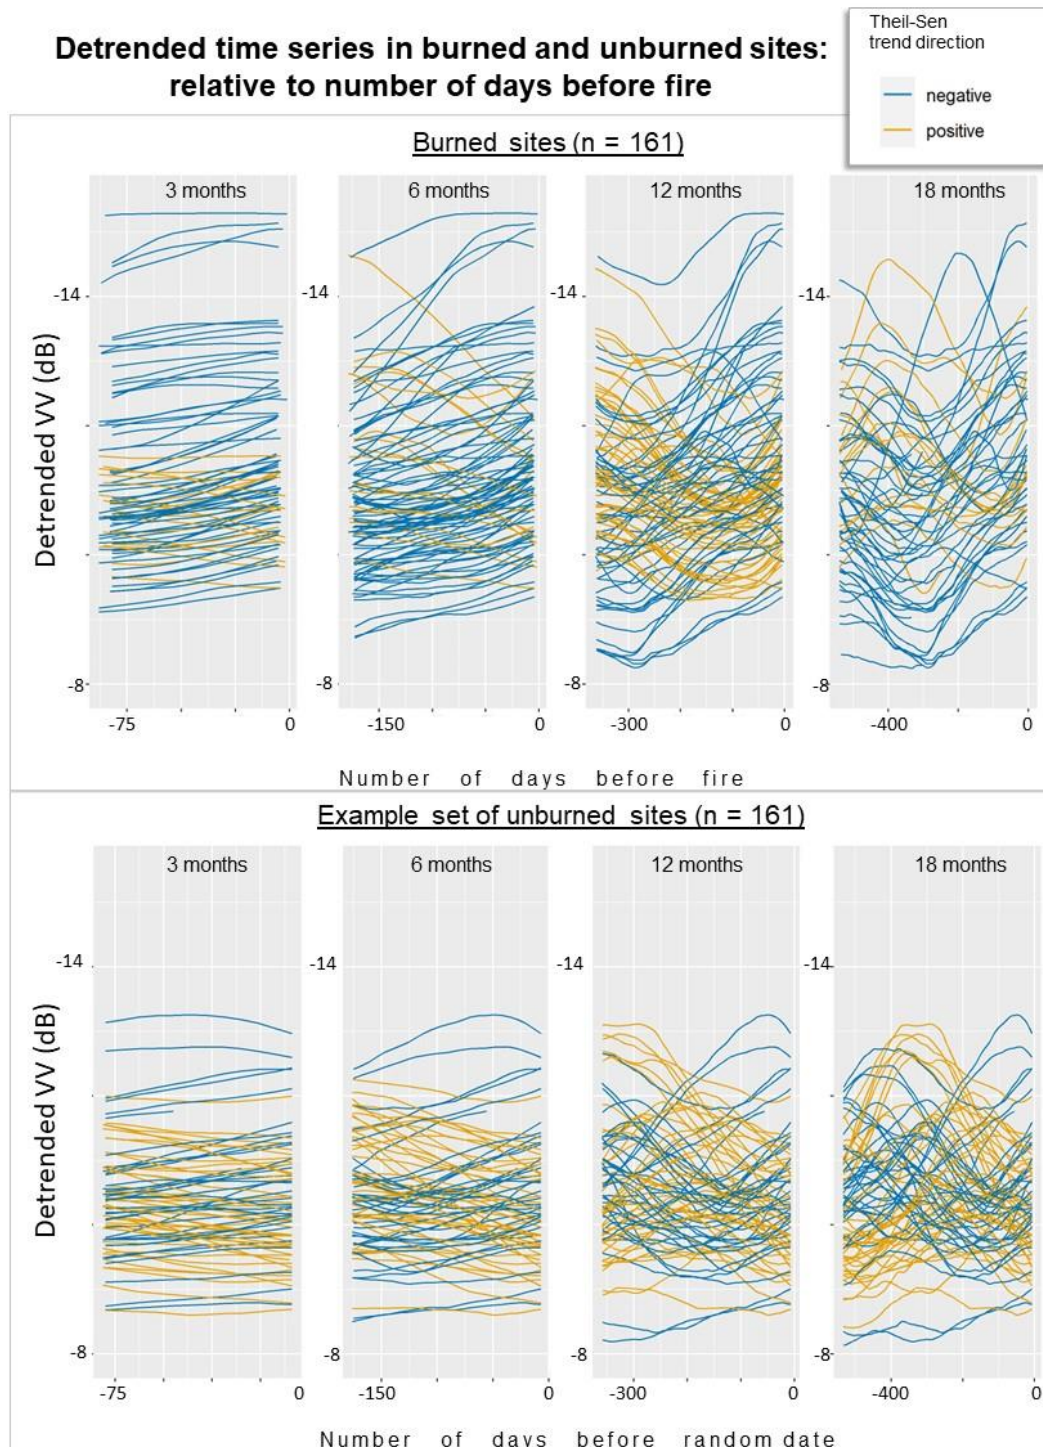 Detrended time series in burned and unburned sites:
relative to number of days before fire
Theil-Sen
trend direction
negative
positive
Burned sites (n = 161)
3 months
6 months
12 months
18 months
-14
-14
-14
-14
Detrended VV (dB)
-8
-8
-8
-8
-75
0
-150
0
-300
0
-400
0
Number of days before fire
Example set of unburned sites (n = 161)
3 months
6 months
12 months
18 months
-14
-14
-14
-14
Detrended VV (dB)
-8
-8
-8
-8
-75
0
-150
0
-300
0
-400
0
Number of days before random date